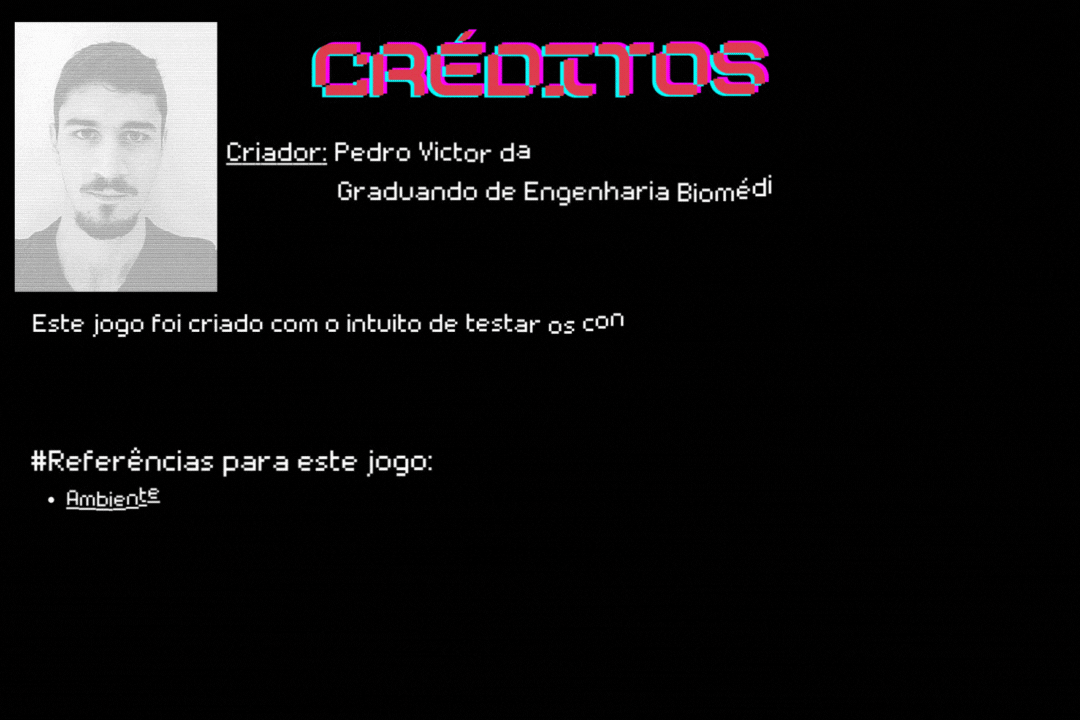 CRÉDITOS
Criador: Pedro Victor da
Graduando de Engenharia Biomédi
Este jogo foi criado com o intuito de testar os con
#Referências para este jogo:
• Ambiente